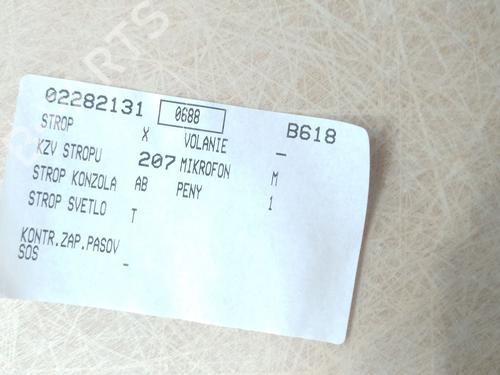 02282131 0688 B618
STROP X VOLANIE _
KZV STROPU 207 MIKROFON M
STROP KONZOLA AB PENY 1
STROP SVETLO T
KONTR.ZAP.PASOV _
SOS